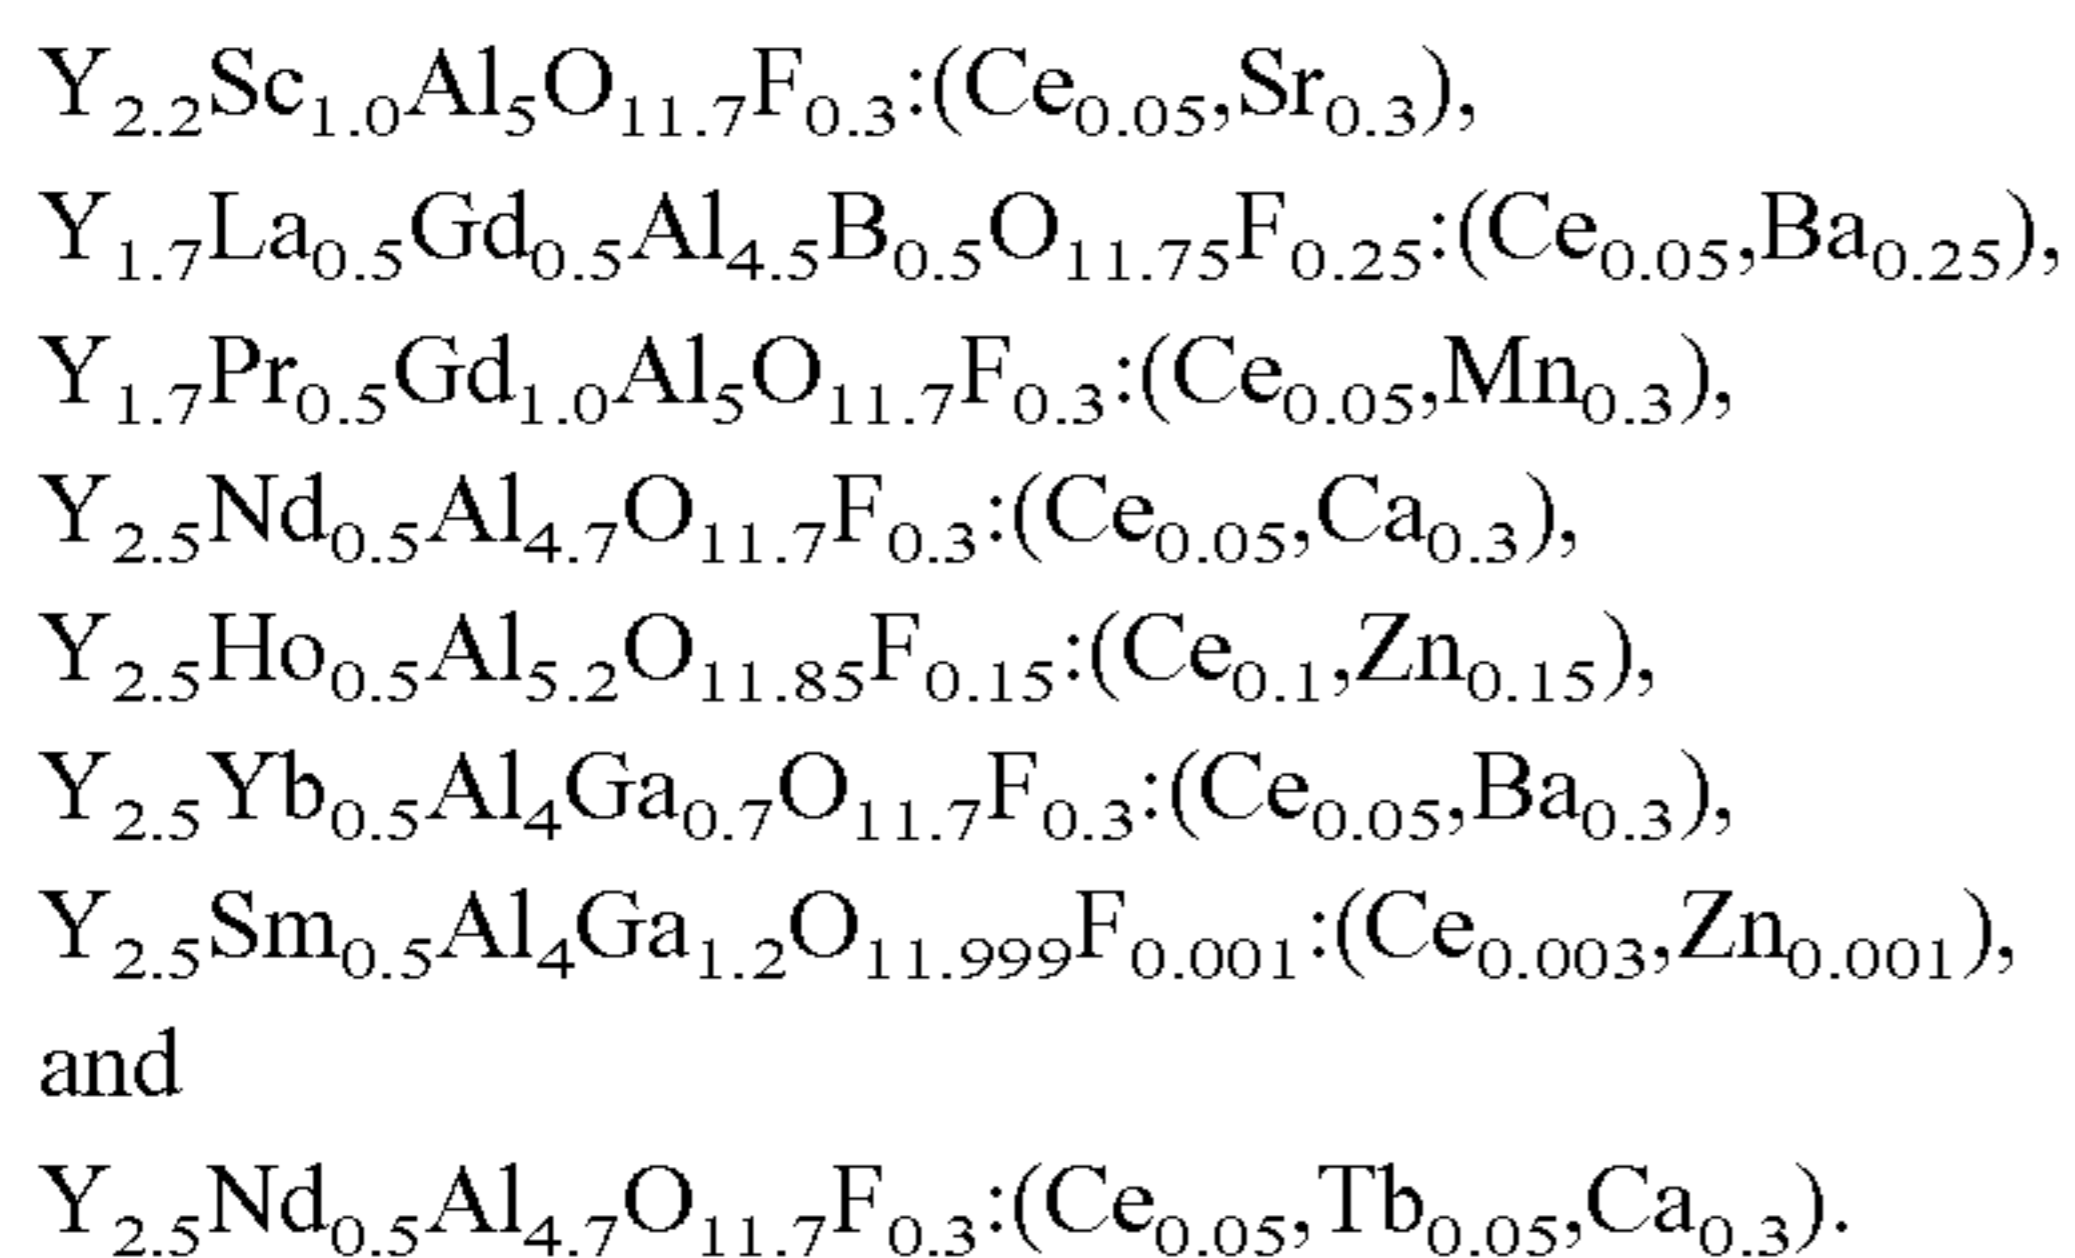 Y₂.₂Sc₁.₀Al₅O₁₁.₇F₀.₃:(Ce₀.₀₅,Sr₀.₃),
Y₁.₇La₀.₅Gd₀.₅Al₄.₅B₀.₅O₁₁.₇₅F₀.₂₅:(Ce₀.₀₅,Ba₀.₂₅),
Y₁.₇Pr₀.₅Gd₁.₀Al₅O₁₁.₇F₀.₃:(Ce₀.₀₅,Mn₀.₃),
Y₂.₅Nd₀.₅Al₄.₇O₁₁.₇F₀.₃:(Ce₀.₀₅,Ca₀.₃),
Y₂.₅Ho₀.₅Al₅.₂O₁₁.₈₅F₀.₁₅:(Ce₀.₁,Zn₀.₁₅),
Y₂.₅Yb₀.₅Al₄Ga₀.₇O₁₁.₇F₀.₃:(Ce₀.₀₅,Ba₀.₃),
Y₂.₅Sm₀.₅Al₄Ga₁.₂O₁₁.₉₉₉F₀.₀₀₁:(Ce₀.₀₀₃,Zn₀.₀₀₁),
and
Y₂.₅Nd₀.₅Al₄.₇O₁₁.₇F₀.₃:(Ce₀.₀₅,Tb₀.₀₅,Ca₀.₃).